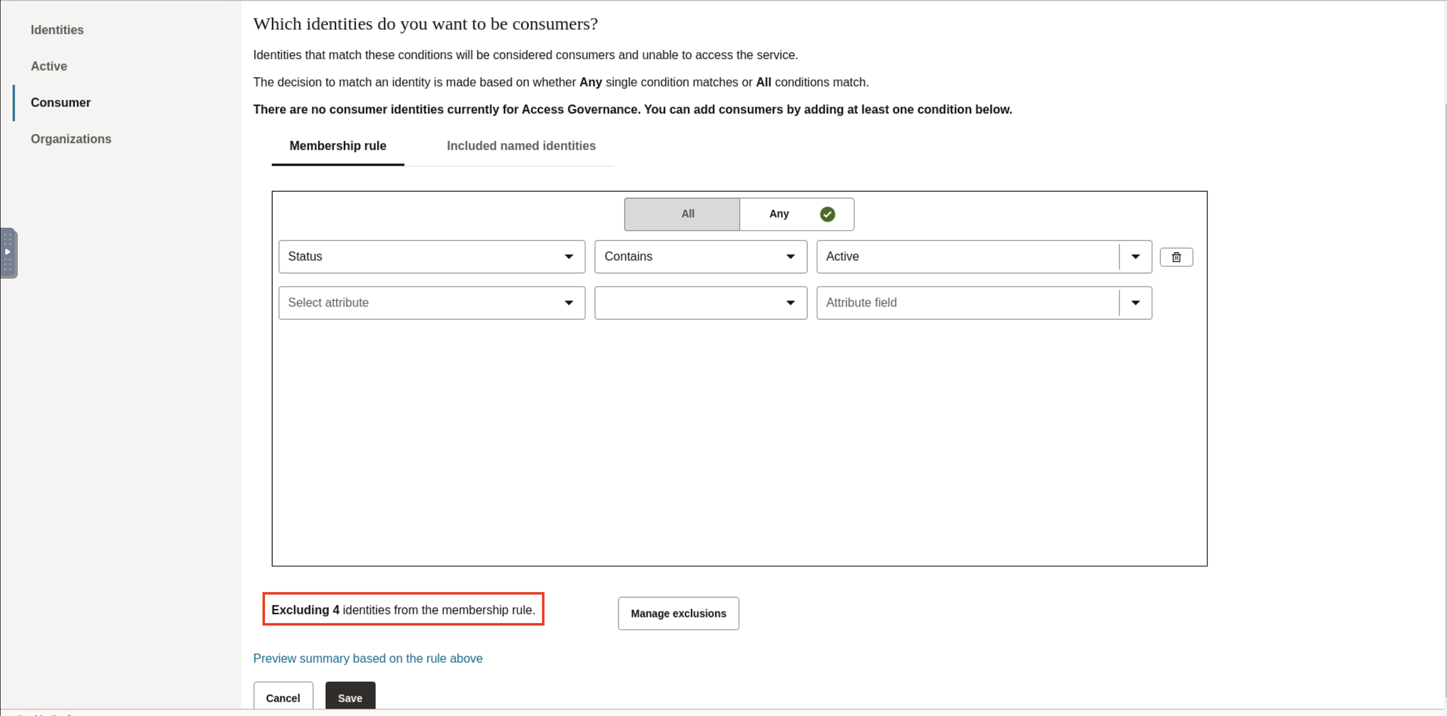 Identities
Active
Consumer
Organizations
Which identities do you want to be consumers?
Identities that match these conditions will be considered consumers and unable to access the service.
The decision to match an identity is made based on whether Any single condition matches or All conditions match.
There are no consumer identities currently for Access Governance. You can add consumers by adding at least one condition below.
Membership rule Included named identities
All Any
Status Contains Active
Select attribute Attribute field
Excluding 4 identities from the membership rule. Manage exclusions
Preview summary based on the rule above
Cancel Save